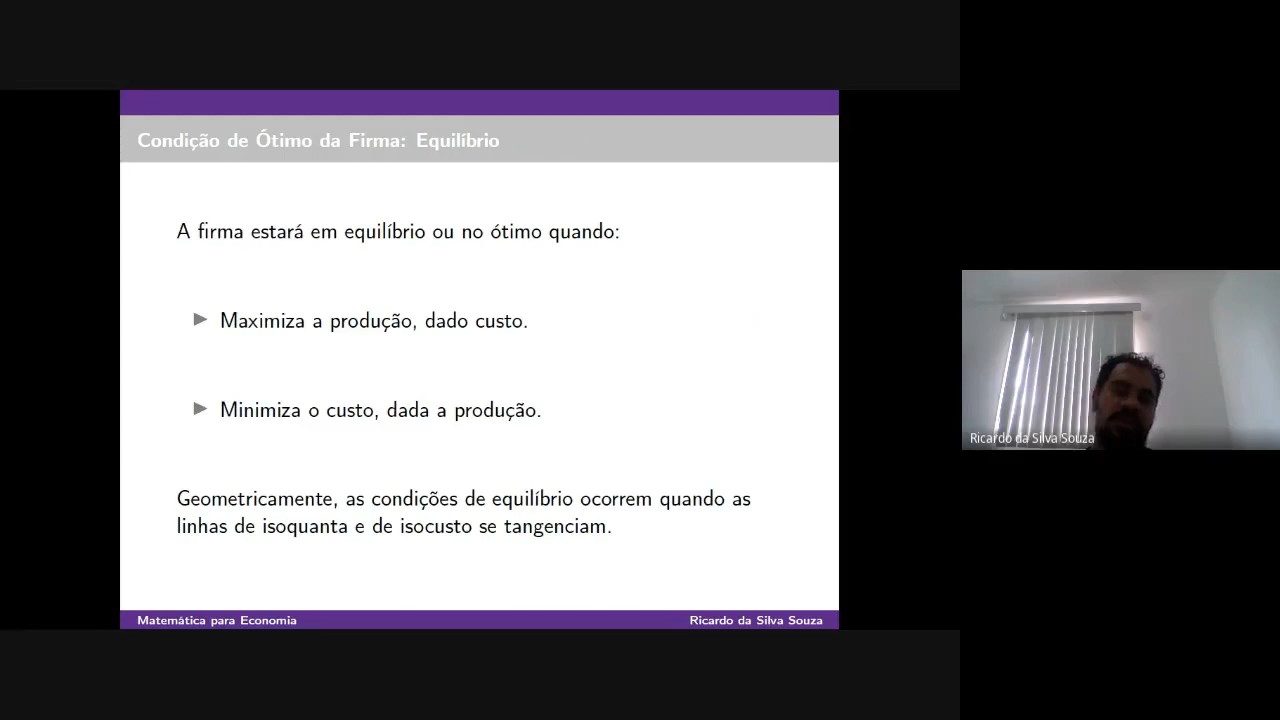 Condição de Ótimo da Firma: Equilíbrio
A firma estará em equilíbrio ou no ótimo quando:
Maximiza a produção, dado custo.
Minimiza o custo, dada a produção.
Geometricamente, as condições de equilíbrio ocorrem quando as
linhas de isoquanta e de isocusto se tangenciam.
Matemática para Economia
Ricardo da Silva Souza
Ricardo da Silva Souza